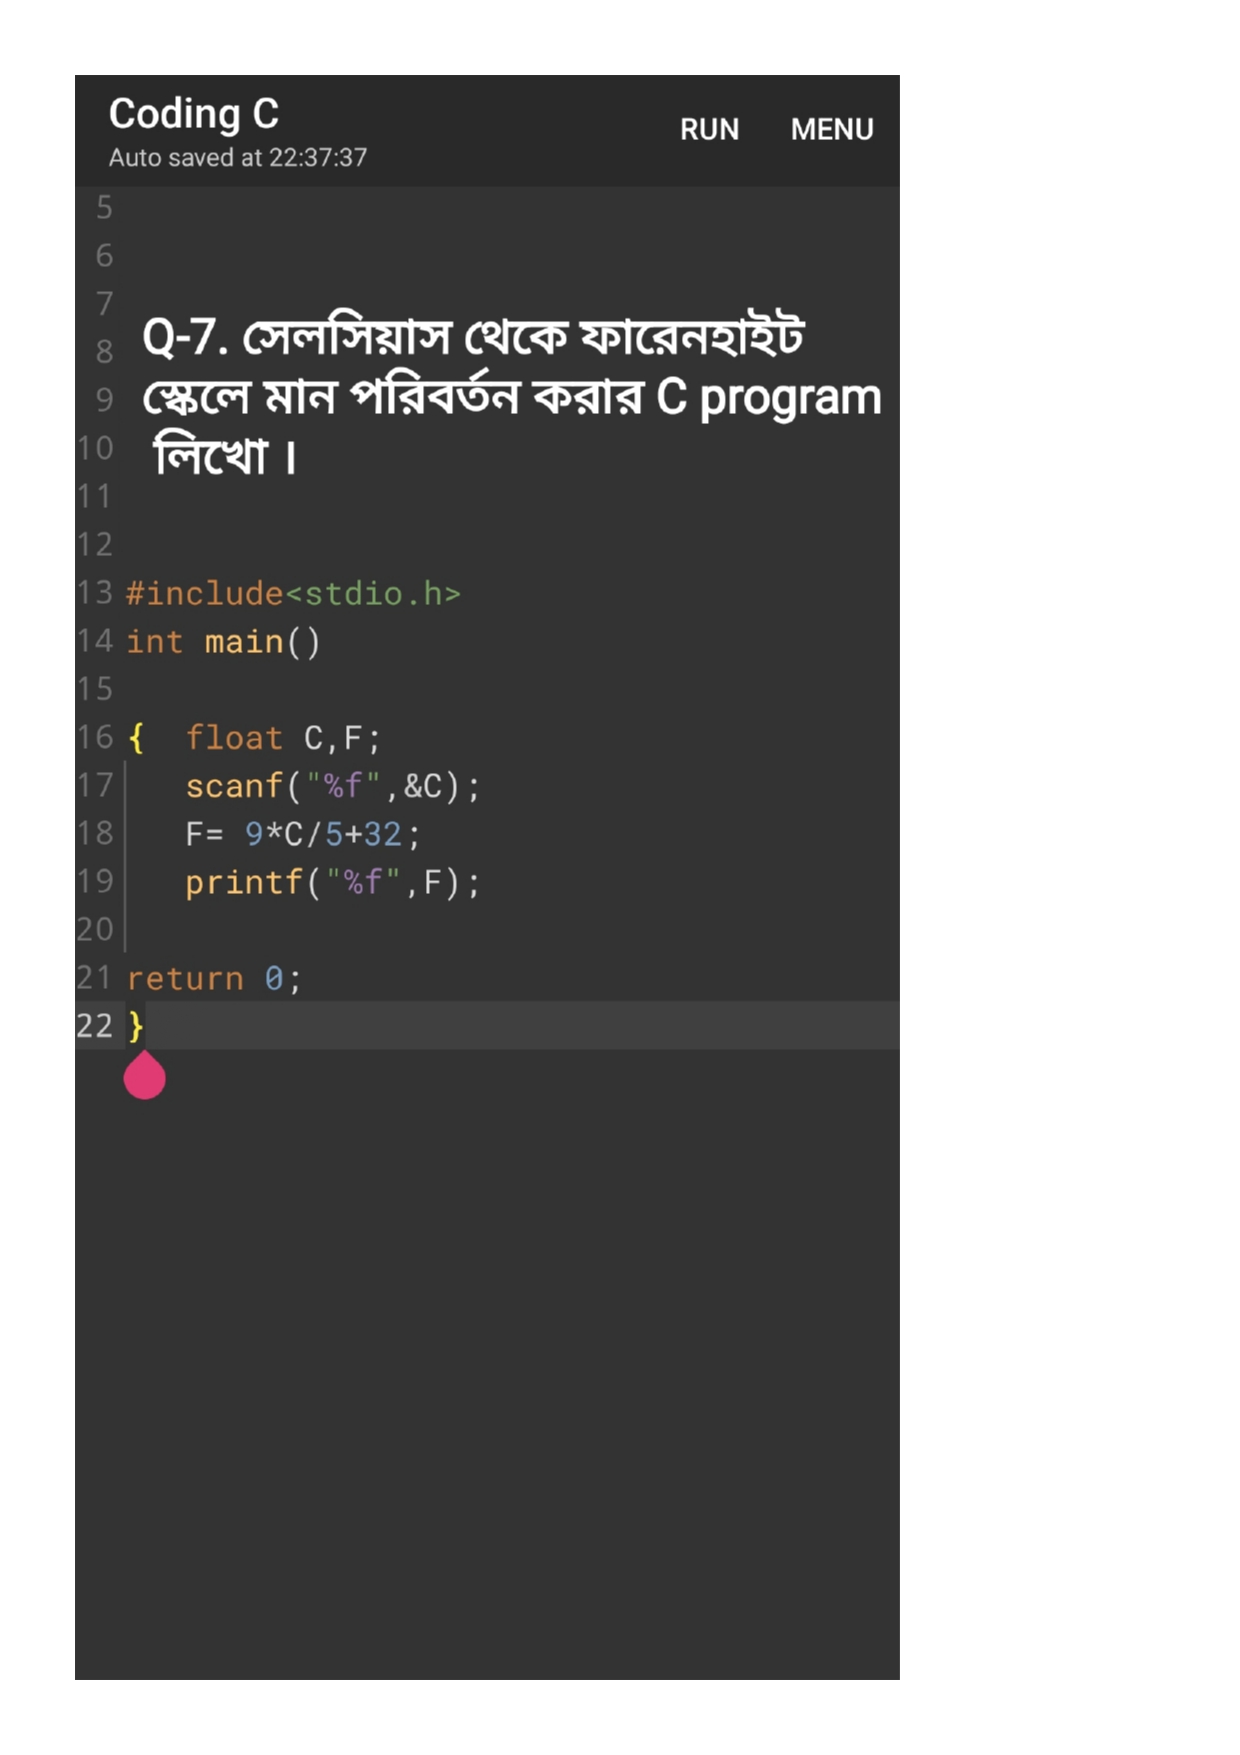 Coding C
RUN MENU
Auto saved at 22:37:37
5
6
7
Q-7. সেলসিয়াস থেকে ফারেনহাইট
8
9 স্কেলে মান পরিবর্তন করার C program
10 লিখো ।
11
12
13 #include<stdio.h>
14 int main()
15
16 { float C,F;
17 scanf("%f",&C);
18 F= 9*C/5+32;
19 printf("%f",F);
20
21 return 0;
22 }